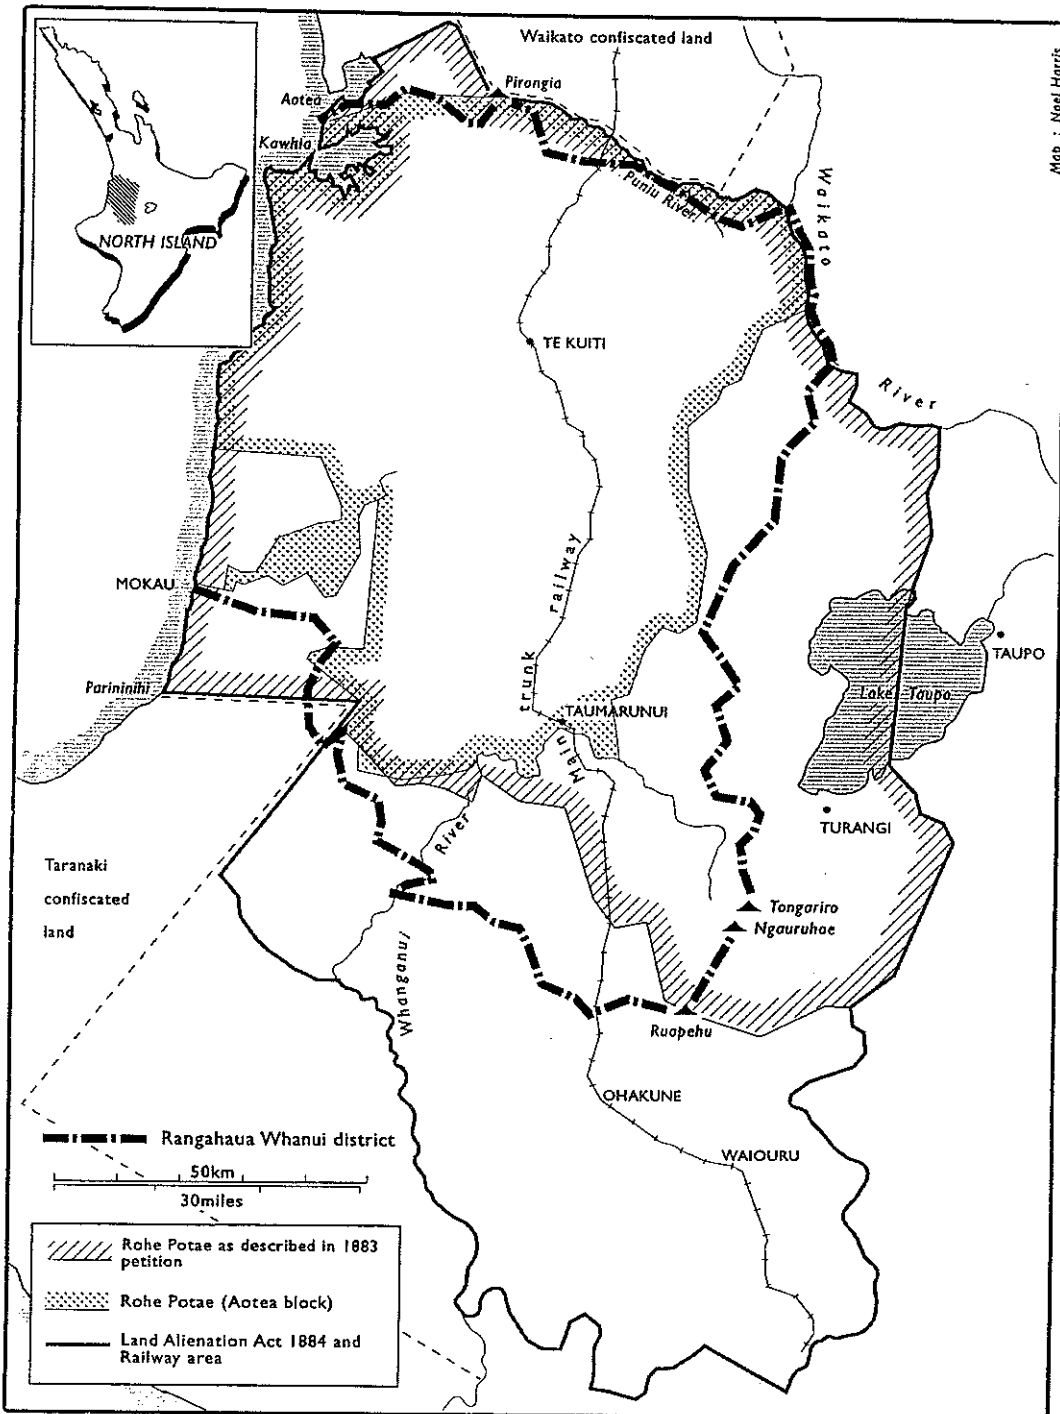 Waikato confiscated land
Map : Noel Harris
Pirongia
Aotea
Kawhia
Puniu River
Waikato
River
NORTH ISLAND
TE KUITI
MOKAU
Main trunk railway
Parininihi
TAUMARUNUI
Lake Taupo
TAUPO
TURANGI
Whanganui
River
Taranaki
confiscated
land
Tongariro
Ngauruhoe
Ruapehu
OHAKUNE
WAIOURU
Rangahaua Whanui district
50km
30miles
Rohe Potae as described in 1883
petition
Rohe Potae (Aotea block)
Land Alienation Act 1884 and
Railway area